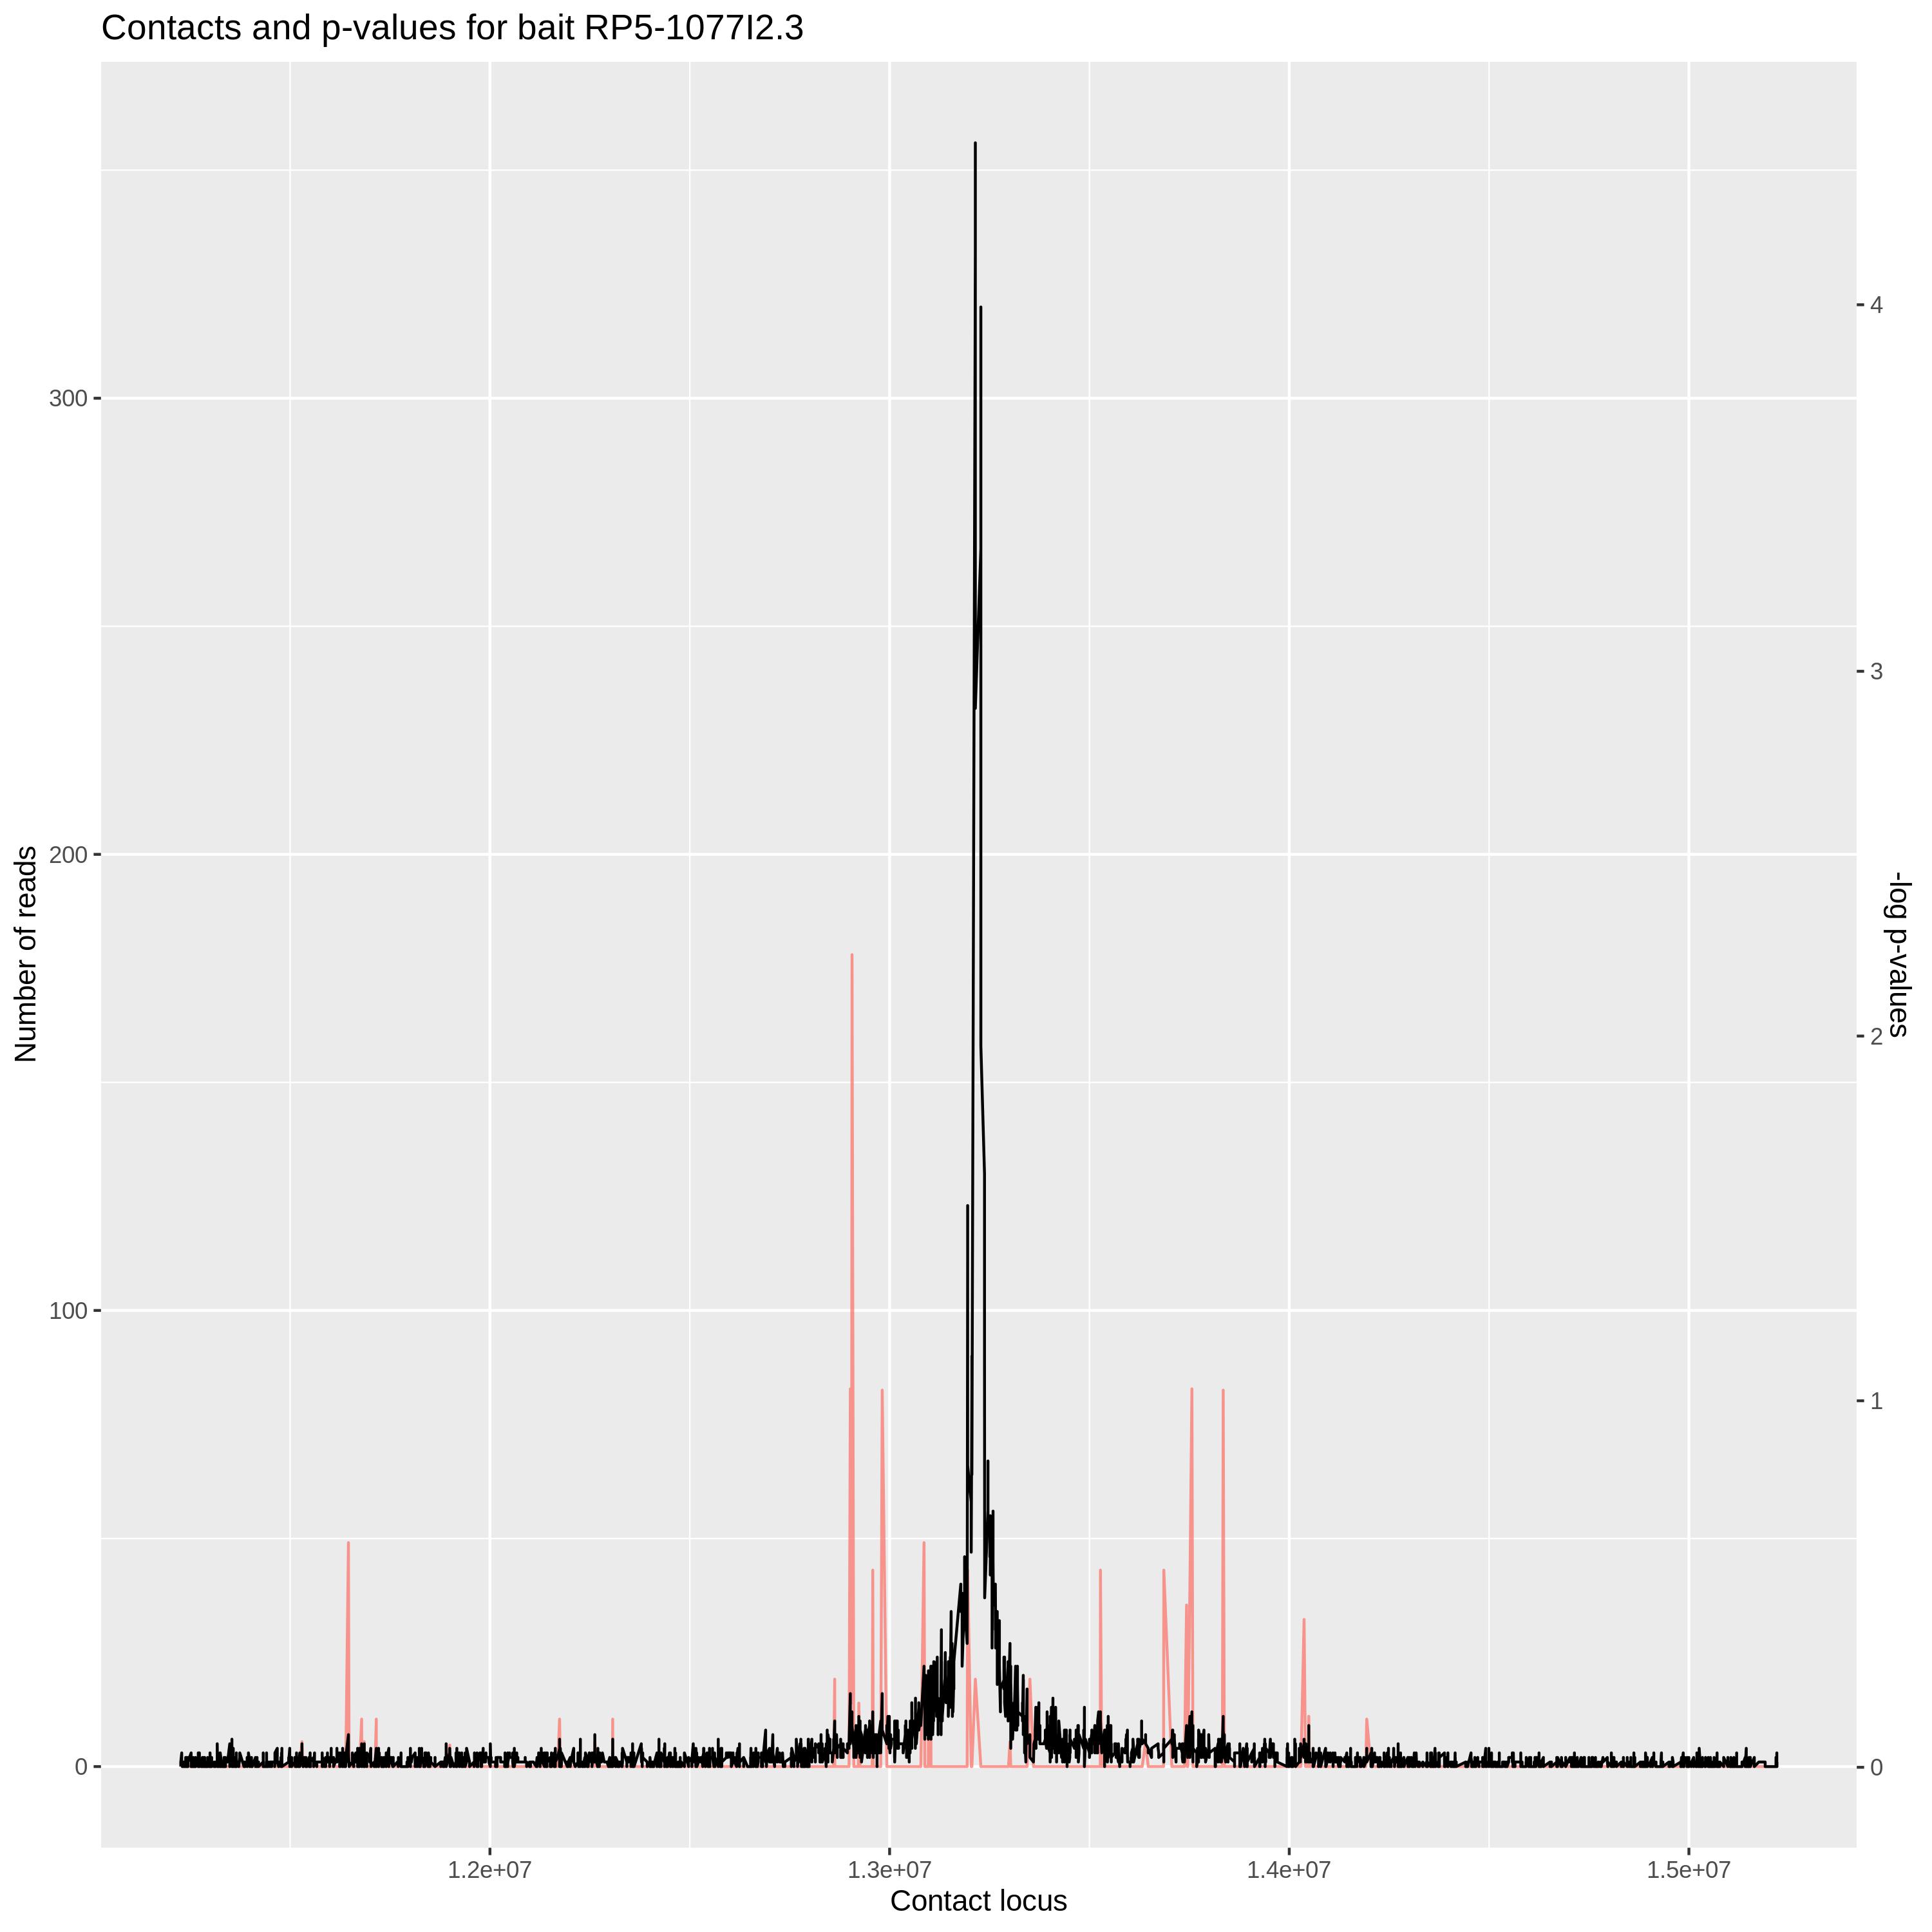 Contacts and p-values for bait RP5-1077I2.3
300
200
100
0
Number of reads
4
3
2
1
0
-log p-values
1.2e+07
1.3e+07
1.4e+07
1.5e+07
Contact locus